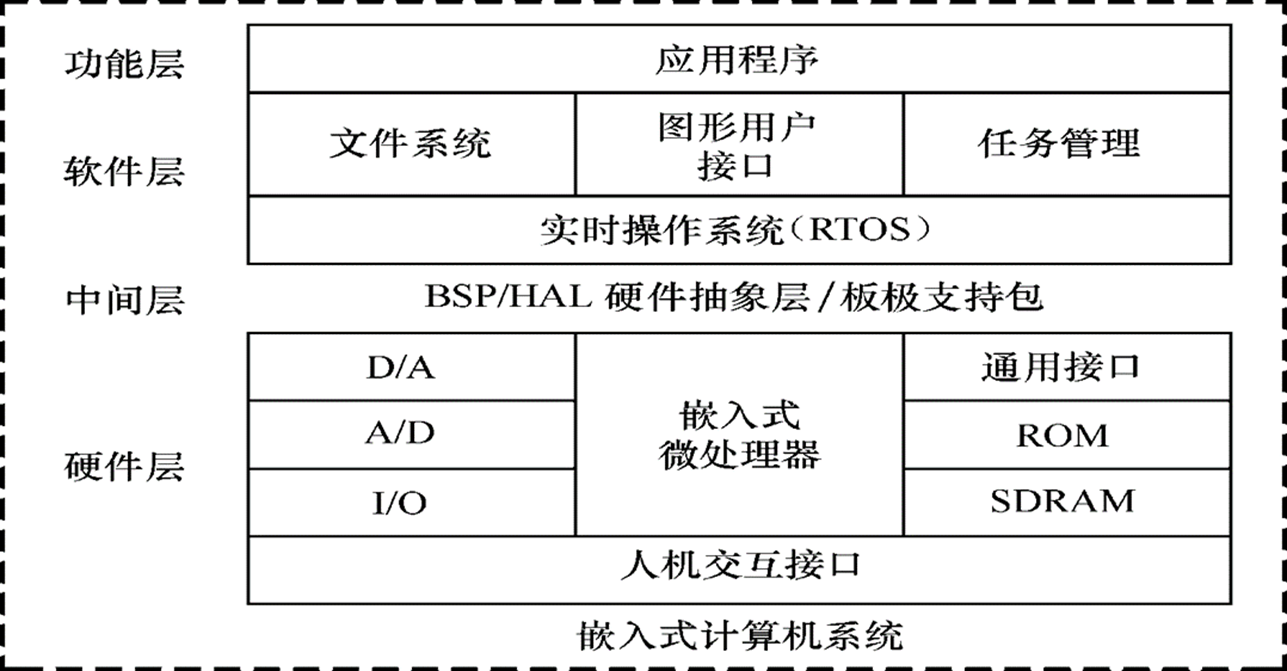 功能层
应用程序
软件层
文件系统
图形用户
接口
任务管理
实时操作系统(RTOS)
中间层
BSP/HAL 硬件抽象层/板极支持包
硬件层
D/A
A/D
I/O
嵌入式
微处理器
通用接口
ROM
SDRAM
人机交互接口
嵌入式计算机系统